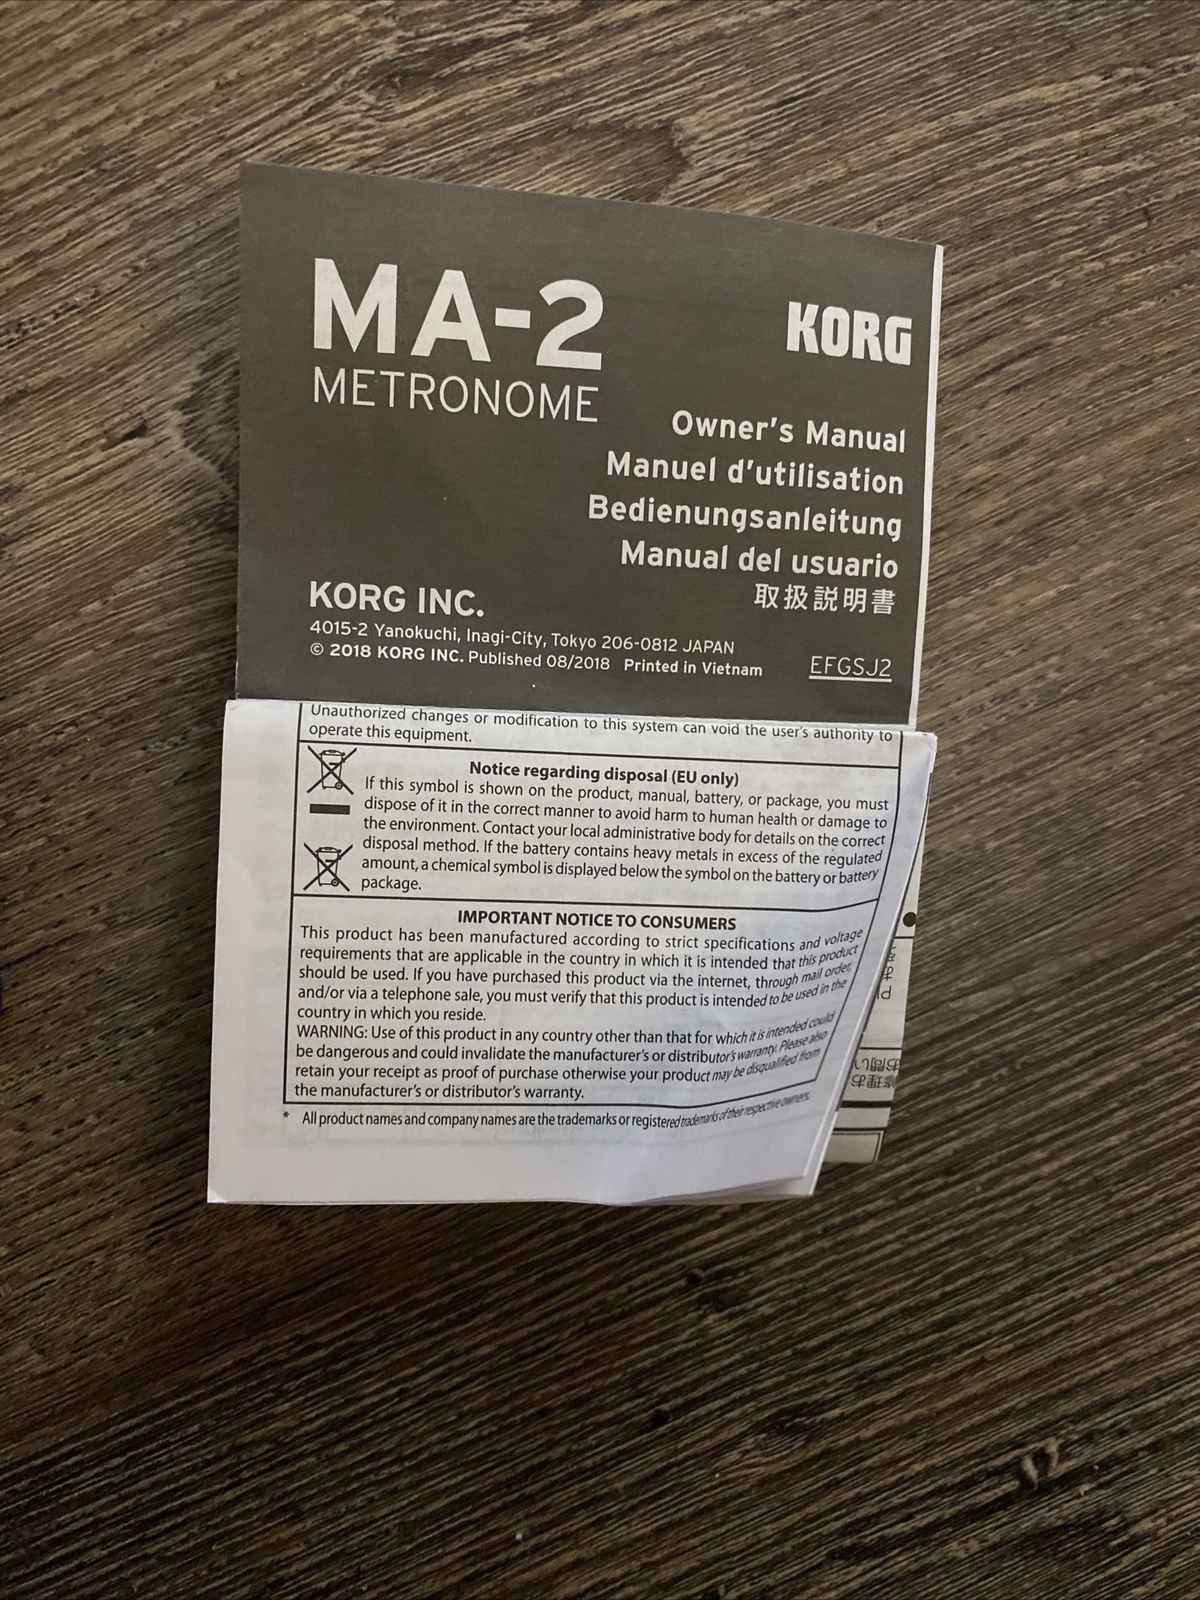 MA-2
METRONOME
KORG
Owner's Manual
Manuel d'utilisation
Bedienungsanleitung
Manual del usuario
取扱説明書
KORG INC.
4015-2 Yanokuchi, Inagi-City, Tokyo 206-0812 JAPAN
© 2018 KORG INC. Published 08/2018 Printed in Vietnam
EFGSJ2
Unauthorized changes or modification to this system can void the user's authority to
operate this equipment.
Notice regarding disposal (EU only)
If this symbol is shown on the product, manual, battery, or package, you must
dispose of it in the correct manner to avoid harm to human health or damage to
the environment. Contact your local administrative body for details on the correct
disposal method. If the battery contains heavy metals in excess of the regulated
amount, a chemical symbol is displayed below the symbol on the battery or battery
package.
IMPORTANT NOTICE TO CONSUMERS
This product has been manufactured according to strict specifications and voltage
requirements that are applicable in the country in which it is intended that this product
should be used. If you have purchased this product via the internet, through mail order,
and/or via a telephone sale, you must verify that this product is intended to be used in the
country in which you reside.
WARNING: Use of this product in any country other than that for which it is intended could
be dangerous and could invalidate the manufacturer's or distributor's warranty. Please also
retain your receipt as proof of purchase otherwise your product may be disqualified from
the manufacturer's or distributor's warranty.
* All product names and company names are the trademarks or registered trademarks of their respective owners.